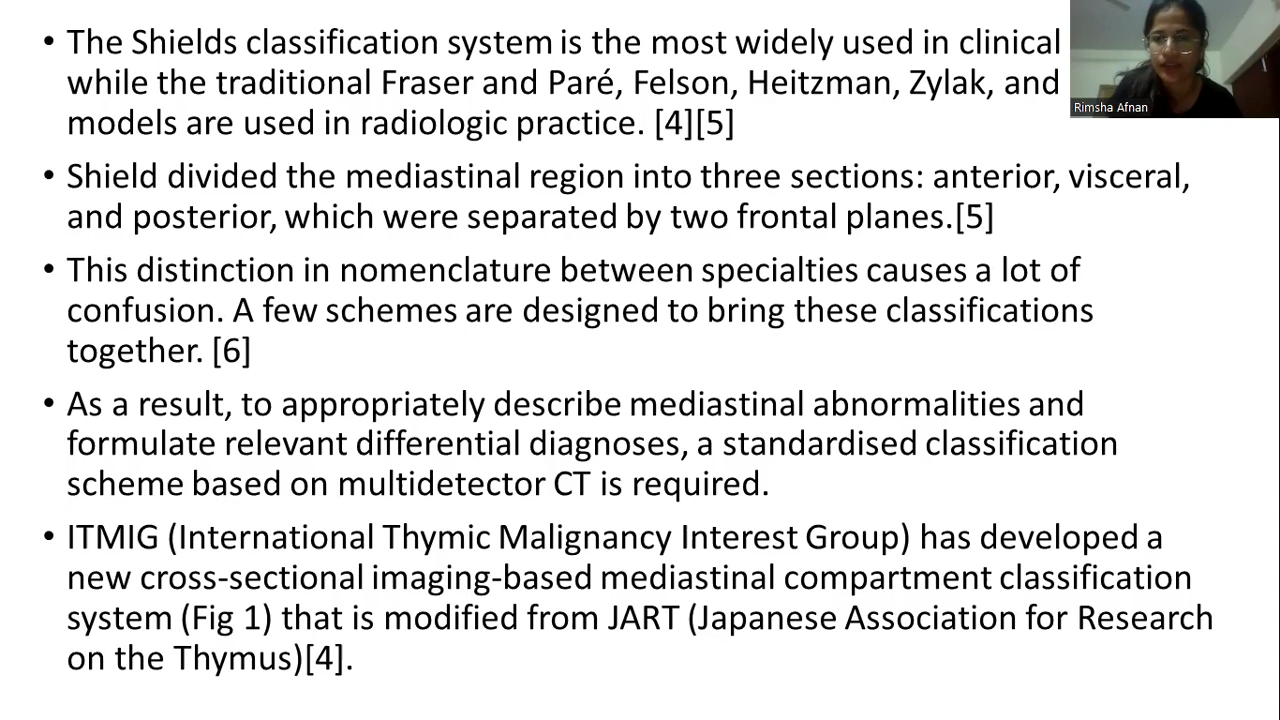 • The Shields classification system is the most widely used in clinical
while the traditional Fraser and Paré, Felson, Heitzman, Zylak, and
models are used in radiologic practice. [4][5]
• Shield divided the mediastinal region into three sections: anterior, visceral,
and posterior, which were separated by two frontal planes.[5]
• This distinction in nomenclature between specialties causes a lot of
confusion. A few schemes are designed to bring these classifications
together. [6]
• As a result, to appropriately describe mediastinal abnormalities and
formulate relevant differential diagnoses, a standardised classification
scheme based on multidetector CT is required.
• ITMIG (International Thymic Malignancy Interest Group) has developed a
new cross-sectional imaging-based mediastinal compartment classification
system (Fig 1) that is modified from JART (Japanese Association for Research
on the Thymus)[4].
Rimsha Afnan